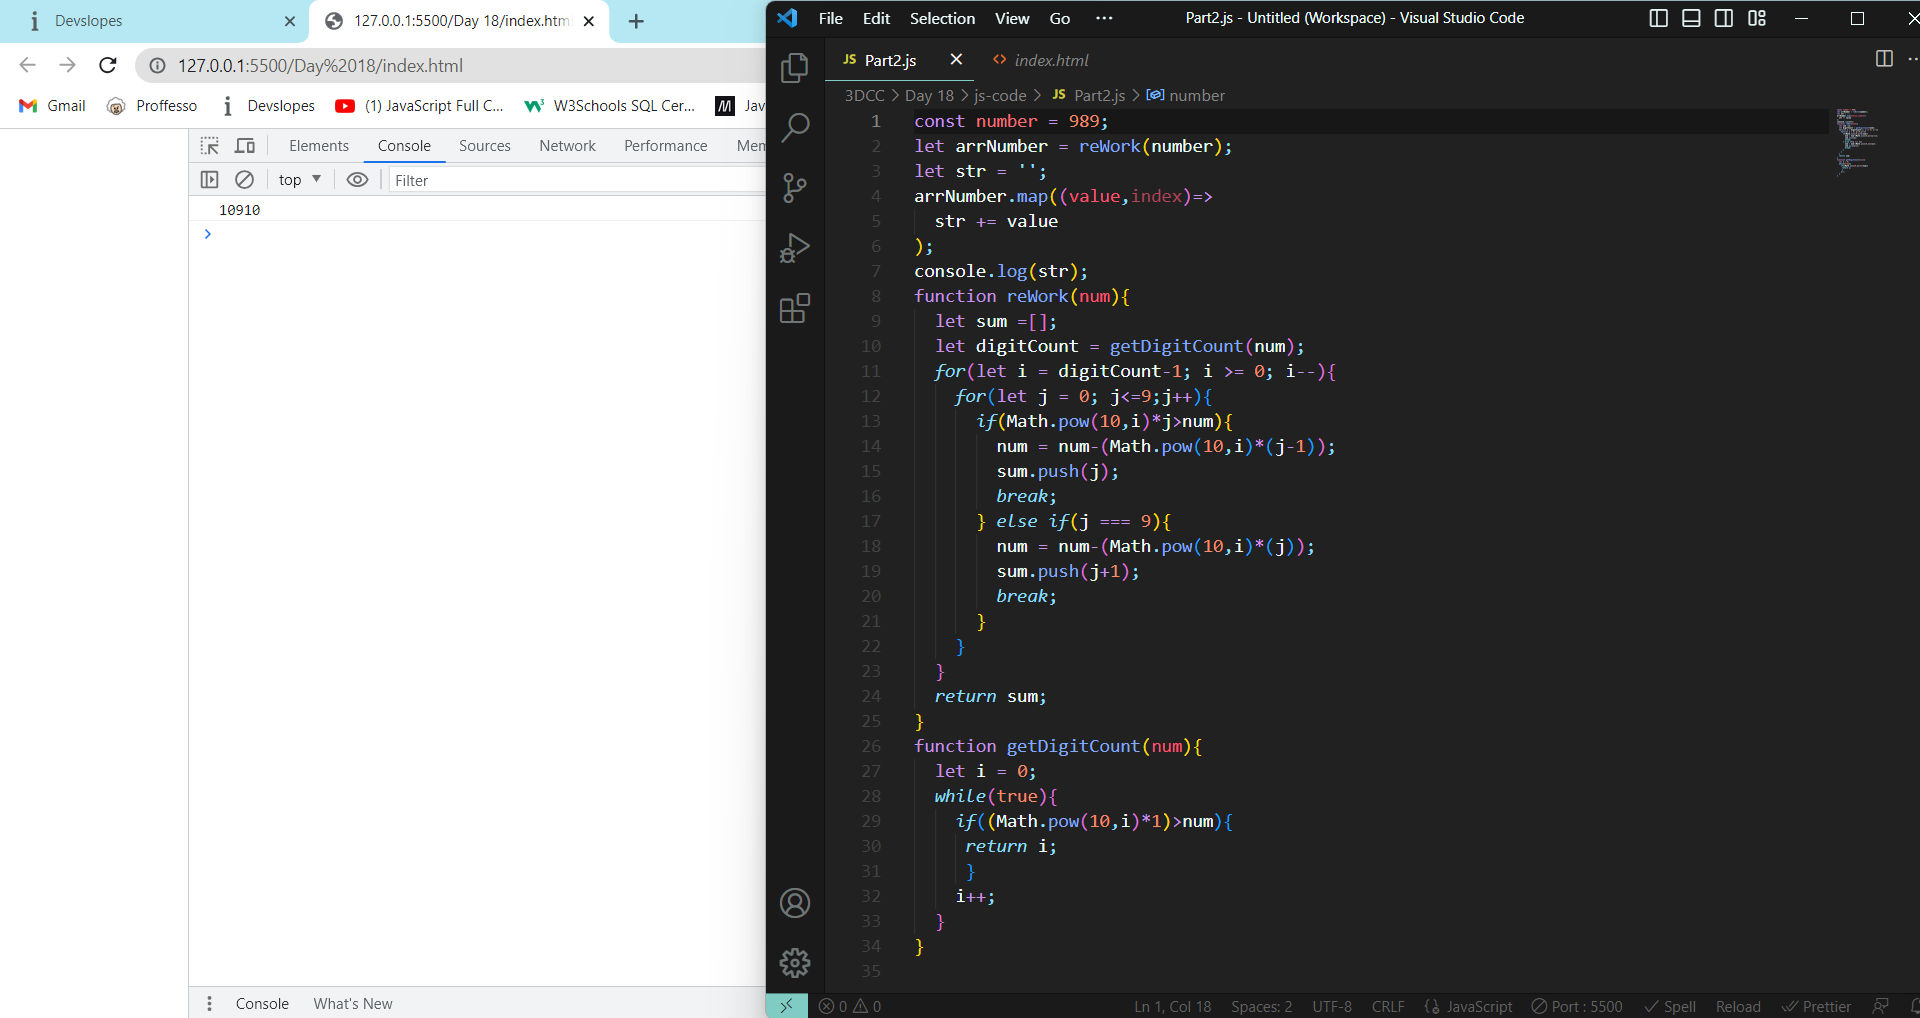 Devslopes
127.0.0.1:5500/Day 18/index.html
127.0.0.1:5500/Day%2018/index.html
Gmail Proffesso Devslopes (1) JavaScript Full C... W3Schools SQL Cer... Jav
Elements Console Sources Network Performance Mem
top Filter
10910
Console What's New
File Edit Selection View Go ··· Part2.js - Untitled (Workspace) - Visual Studio Code
JS Part2.js index.html
3DCC > Day 18 > js-code > JS Part2.js > number
1 const number = 989;
2 let arrNumber = reWork(number);
3 let str = '';
4 arrNumber.map((value,index)=>
5 str += value
6 );
7 console.log(str);
8 function reWork(num){
9 let sum =[];
10 let digitCount = getDigitCount(num);
11 for(let i = digitCount-1; i >= 0; i--){
12 for(let j = 0; j<=9;j++){
13 if(Math.pow(10,i)*j>num){
14 num = num-(Math.pow(10,i)*(j-1));
15 sum.push(j);
16 break;
17 } else if(j === 9){
18 num = num-(Math.pow(10,i)*(j));
19 sum.push(j+1);
20 break;
21 }
22 }
23 }
24 return sum;
25 }
26 function getDigitCount(num){
27 let i = 0;
28 while(true){
29 if((Math.pow(10,i)*1)>num){
30 return i;
31 }
32 i++;
33 }
34 }
35
0 0 Ln 1, Col 18 Spaces: 2 UTF-8 CRLF {} JavaScript Port : 5500 Spell Reload Prettier